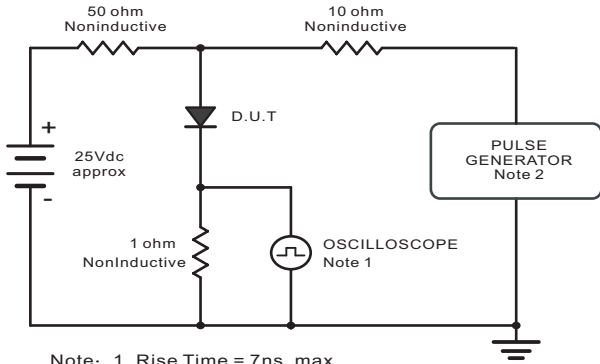 50 ohm
Noninductive
10 ohm
Noninductive
D.U.T
+
25Vdc
approx
-
PULSE
GENERATOR
Note 2
1 ohm
NonInductive
OSCILLOSCOPE
Note 1
Note: 1. Rise Time = 7ns, max.